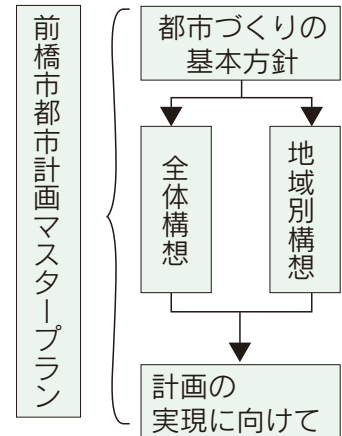 前橋市都市計画マスタープラン
都市づくりの
基本方針
全体構想
地域別構想
計画の
実現に向けて